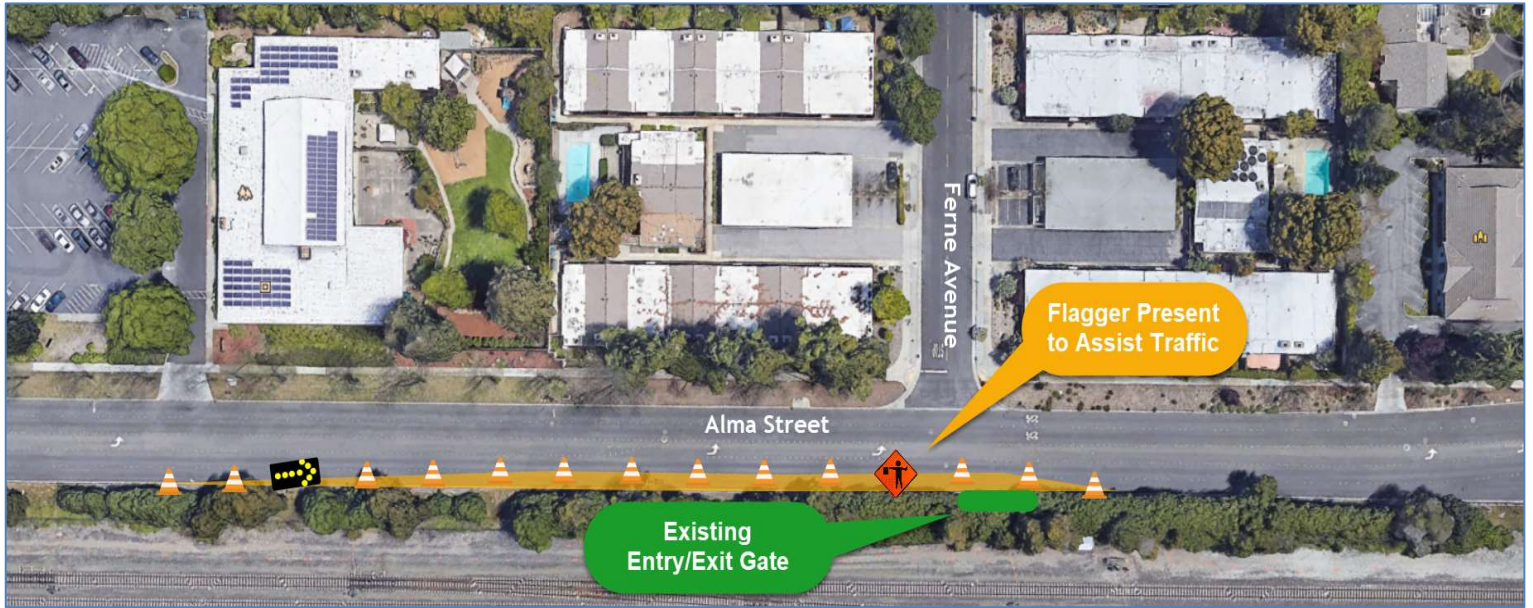 Ferne Avenue
Flagger Present
to Assist Traffic
Alma Street
Existing
Entry/Exit Gate